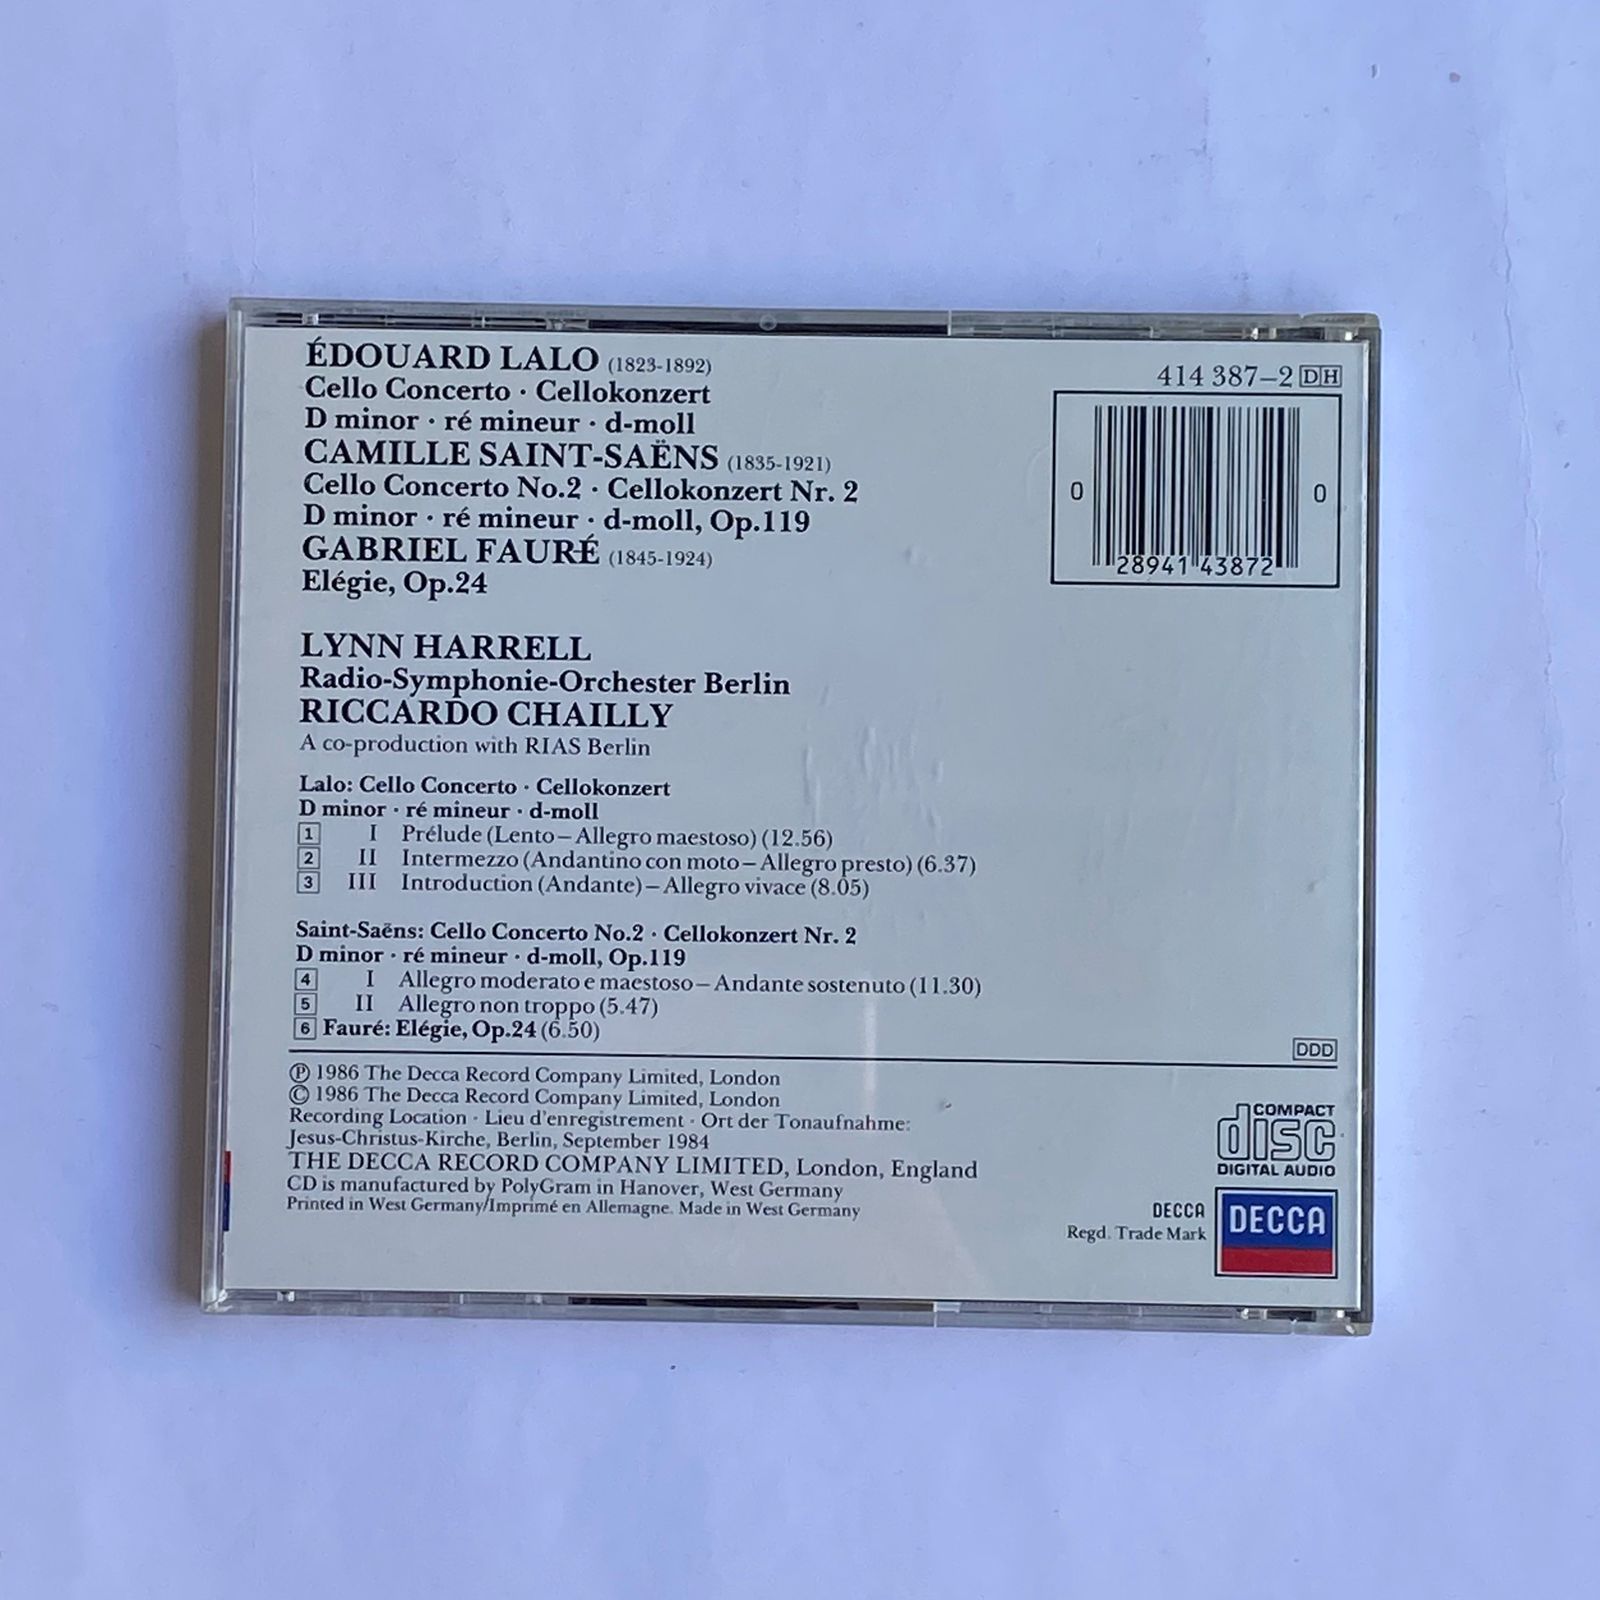 ÉDOUARD LALO (1823-1892)
Cello Concerto · Cellokonzert
D minor · ré mineur · d-moll
CAMILLE SAINT-SAËNS (1835-1921)
Cello Concerto No.2 · Cellokonzert Nr. 2
D minor · ré mineur · d-moll, Op.119
GABRIEL FAURÉ (1845-1924)
Elégie, Op.24
414 387–2 DH
0 28941 43872 0
LYNN HARRELL
Radio-Symphonie-Orchester Berlin
RICCARDO CHAILLY
A co-production with RIAS Berlin
Lalo: Cello Concerto · Cellokonzert
D minor · ré mineur · d-moll
1 I Prélude (Lento – Allegro maestoso) (12.56)
2 II Intermezzo (Andantino con moto – Allegro presto) (6.37)
3 III Introduction (Andante) – Allegro vivace (8.05)
Saint-Saëns: Cello Concerto No.2 · Cellokonzert Nr. 2
D minor · ré mineur · d-moll, Op.119
4 I Allegro moderato e maestoso – Andante sostenuto (11.30)
5 II Allegro non troppo (5.47)
6 Fauré: Elégie, Op.24 (6.50)
DDD
Ⓟ 1986 The Decca Record Company Limited, London
© 1986 The Decca Record Company Limited, London
Recording Location · Lieu d'enregistrement · Ort der Tonaufnahme:
Jesus-Christus-Kirche, Berlin, September 1984
THE DECCA RECORD COMPANY LIMITED, London, England
CD is manufactured by PolyGram in Hanover, West Germany
Printed in West Germany/Imprimé en Allemagne. Made in West Germany
COMPACT
disc
DIGITAL AUDIO
DECCA
Regd. Trade Mark
DECCA